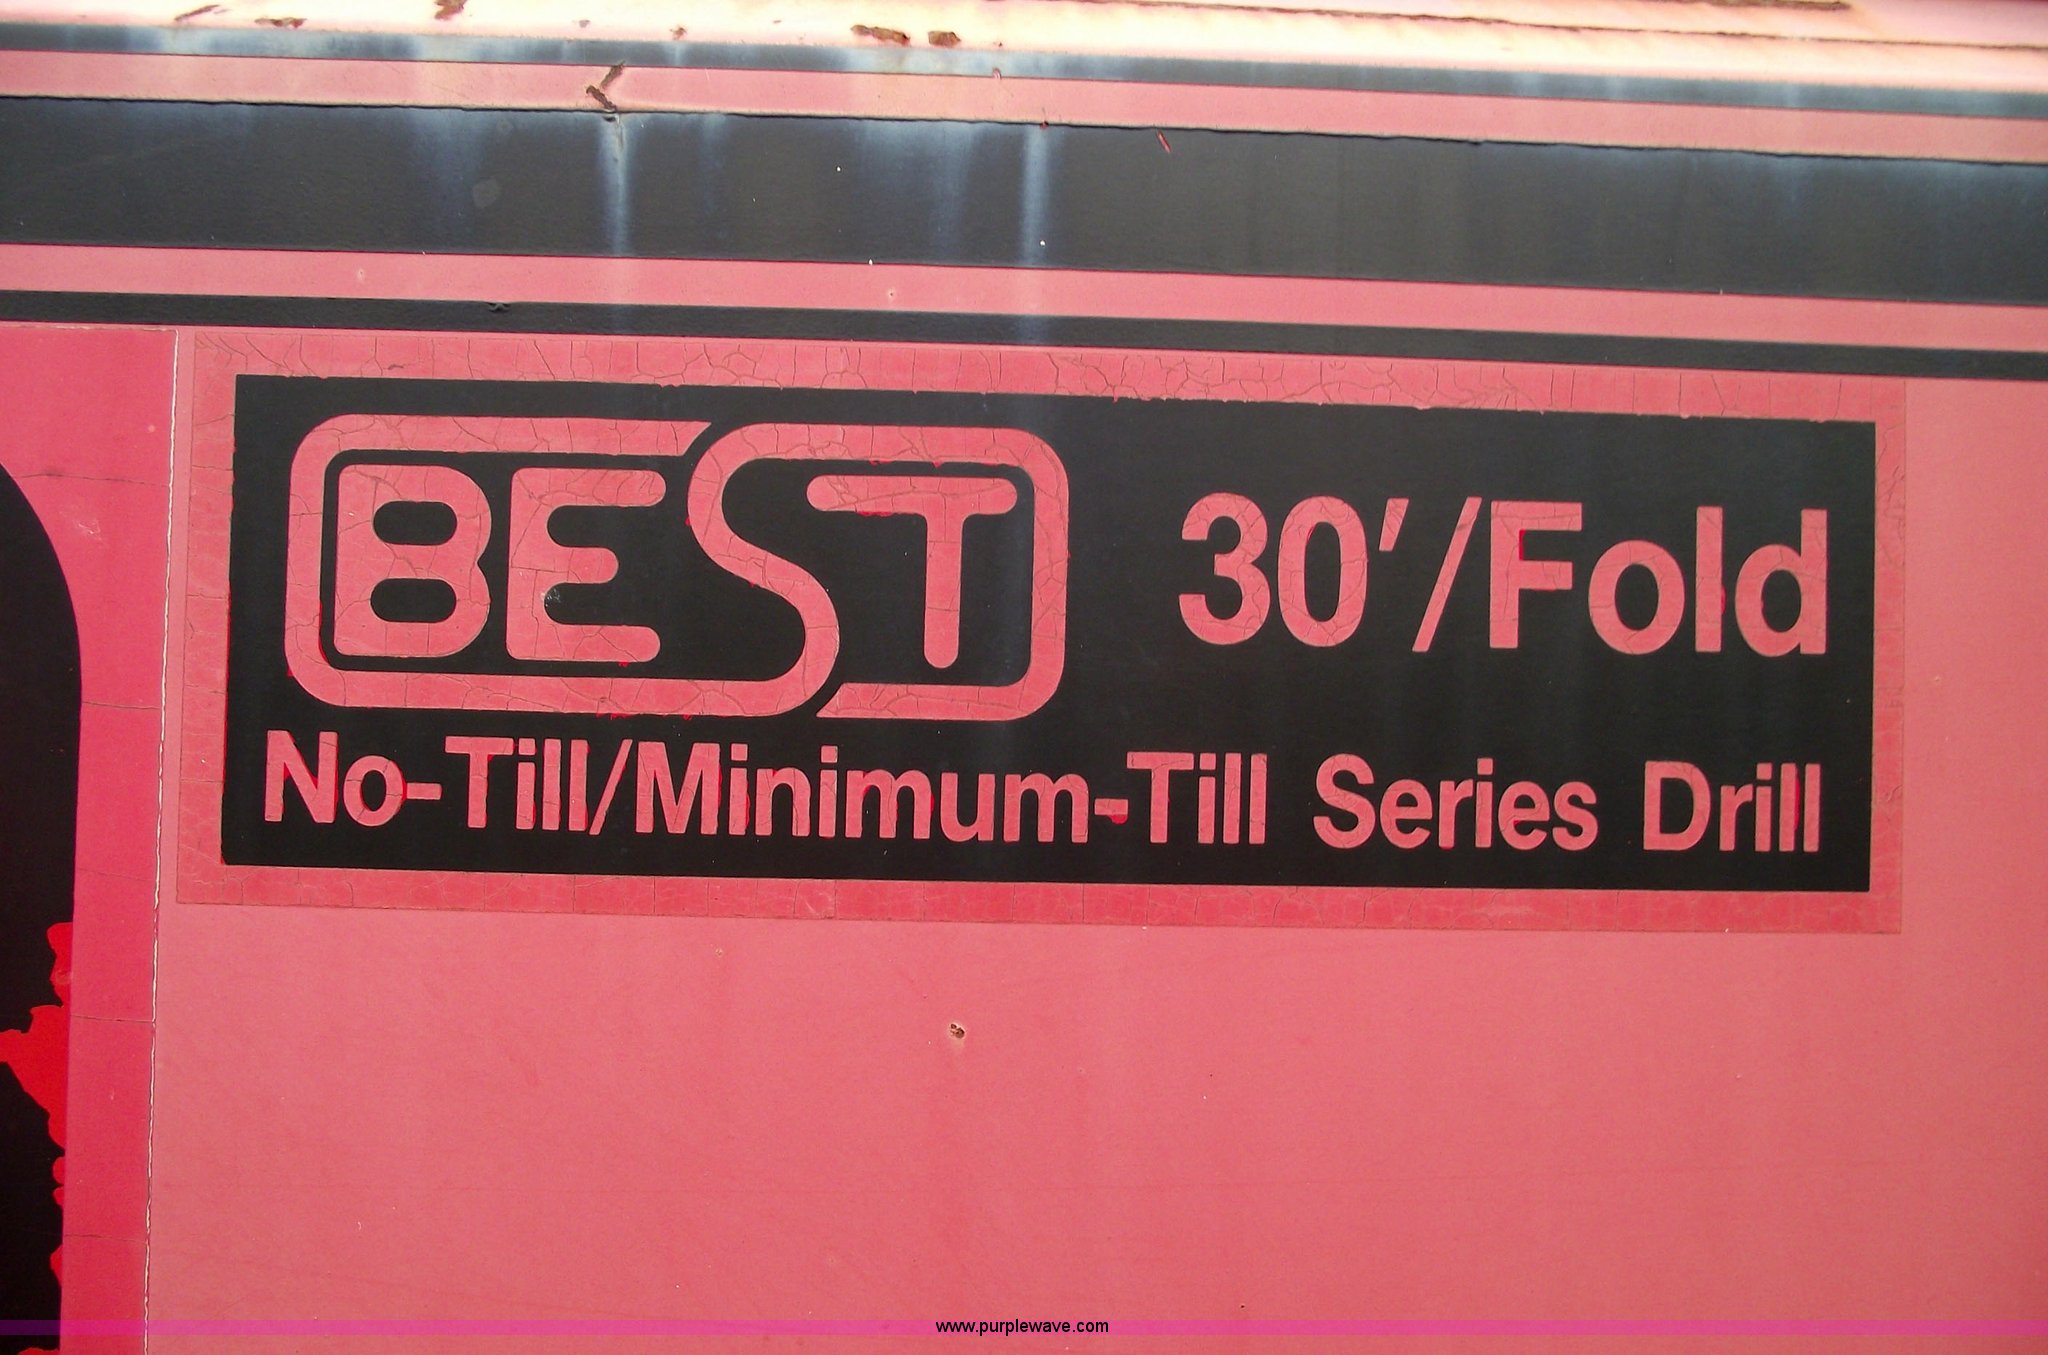 BEST 30'/Fold
No-Till/Minimum-Till Series Drill
www.purplewave.com